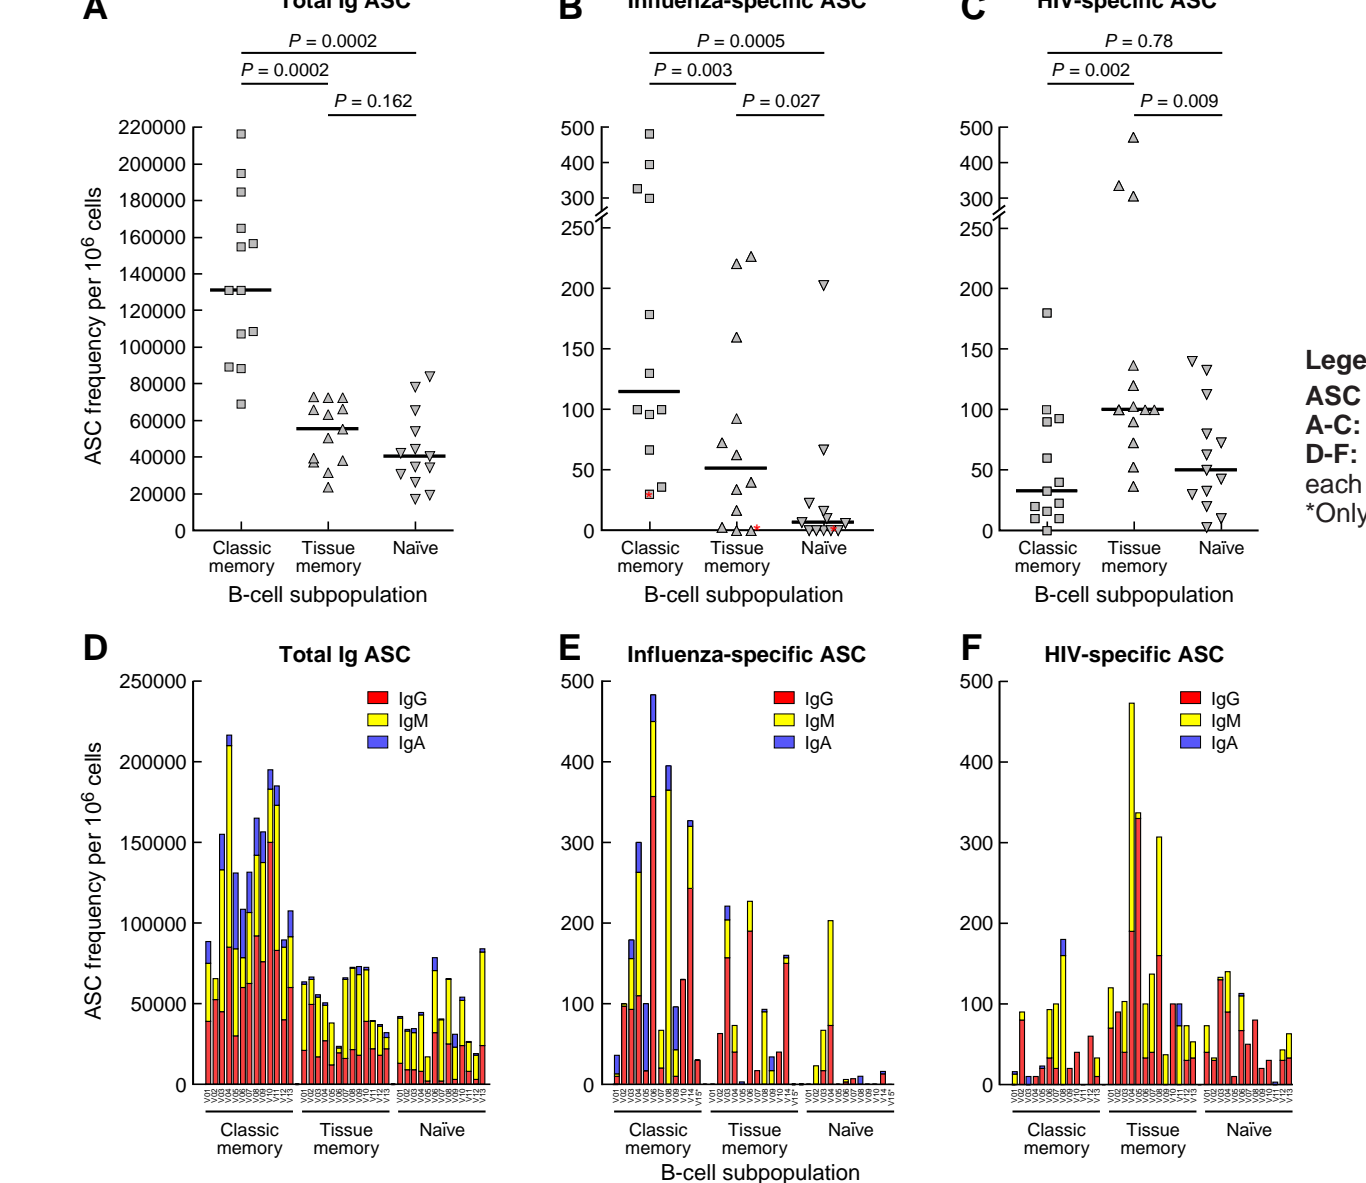 A Total Ig ASC
P = 0.0002
P = 0.0002
P = 0.162
220000
200000
180000
160000
140000
120000
100000
80000
60000
40000
20000
0
ASC frequency per 10⁶ cells
Classic memory
Tissue memory
Naïve
B-cell subpopulation
B Influenza-specific ASC
P = 0.0005
P = 0.003
P = 0.027
500
400
300
250
200
150
100
50
0
Classic memory
Tissue memory
Naïve
B-cell subpopulation
C HIV-specific ASC
P = 0.78
P = 0.002
P = 0.009
500
400
300
250
200
150
100
50
0
Classic memory
Tissue memory
Naïve
B-cell subpopulation
Lege
ASC
A-C:
D-F:
each
*Only
D Total Ig ASC
IgG
IgM
IgA
250000
200000
150000
100000
50000
0
ASC frequency per 10⁶ cells
Classic memory
Tissue memory
Naïve
E Influenza-specific ASC
IgG
IgM
IgA
500
400
300
200
100
0
Classic memory
Tissue memory
Naïve
B-cell subpopulation
F HIV-specific ASC
IgG
IgM
IgA
500
400
300
200
100
0
Classic memory
Tissue memory
Naïve